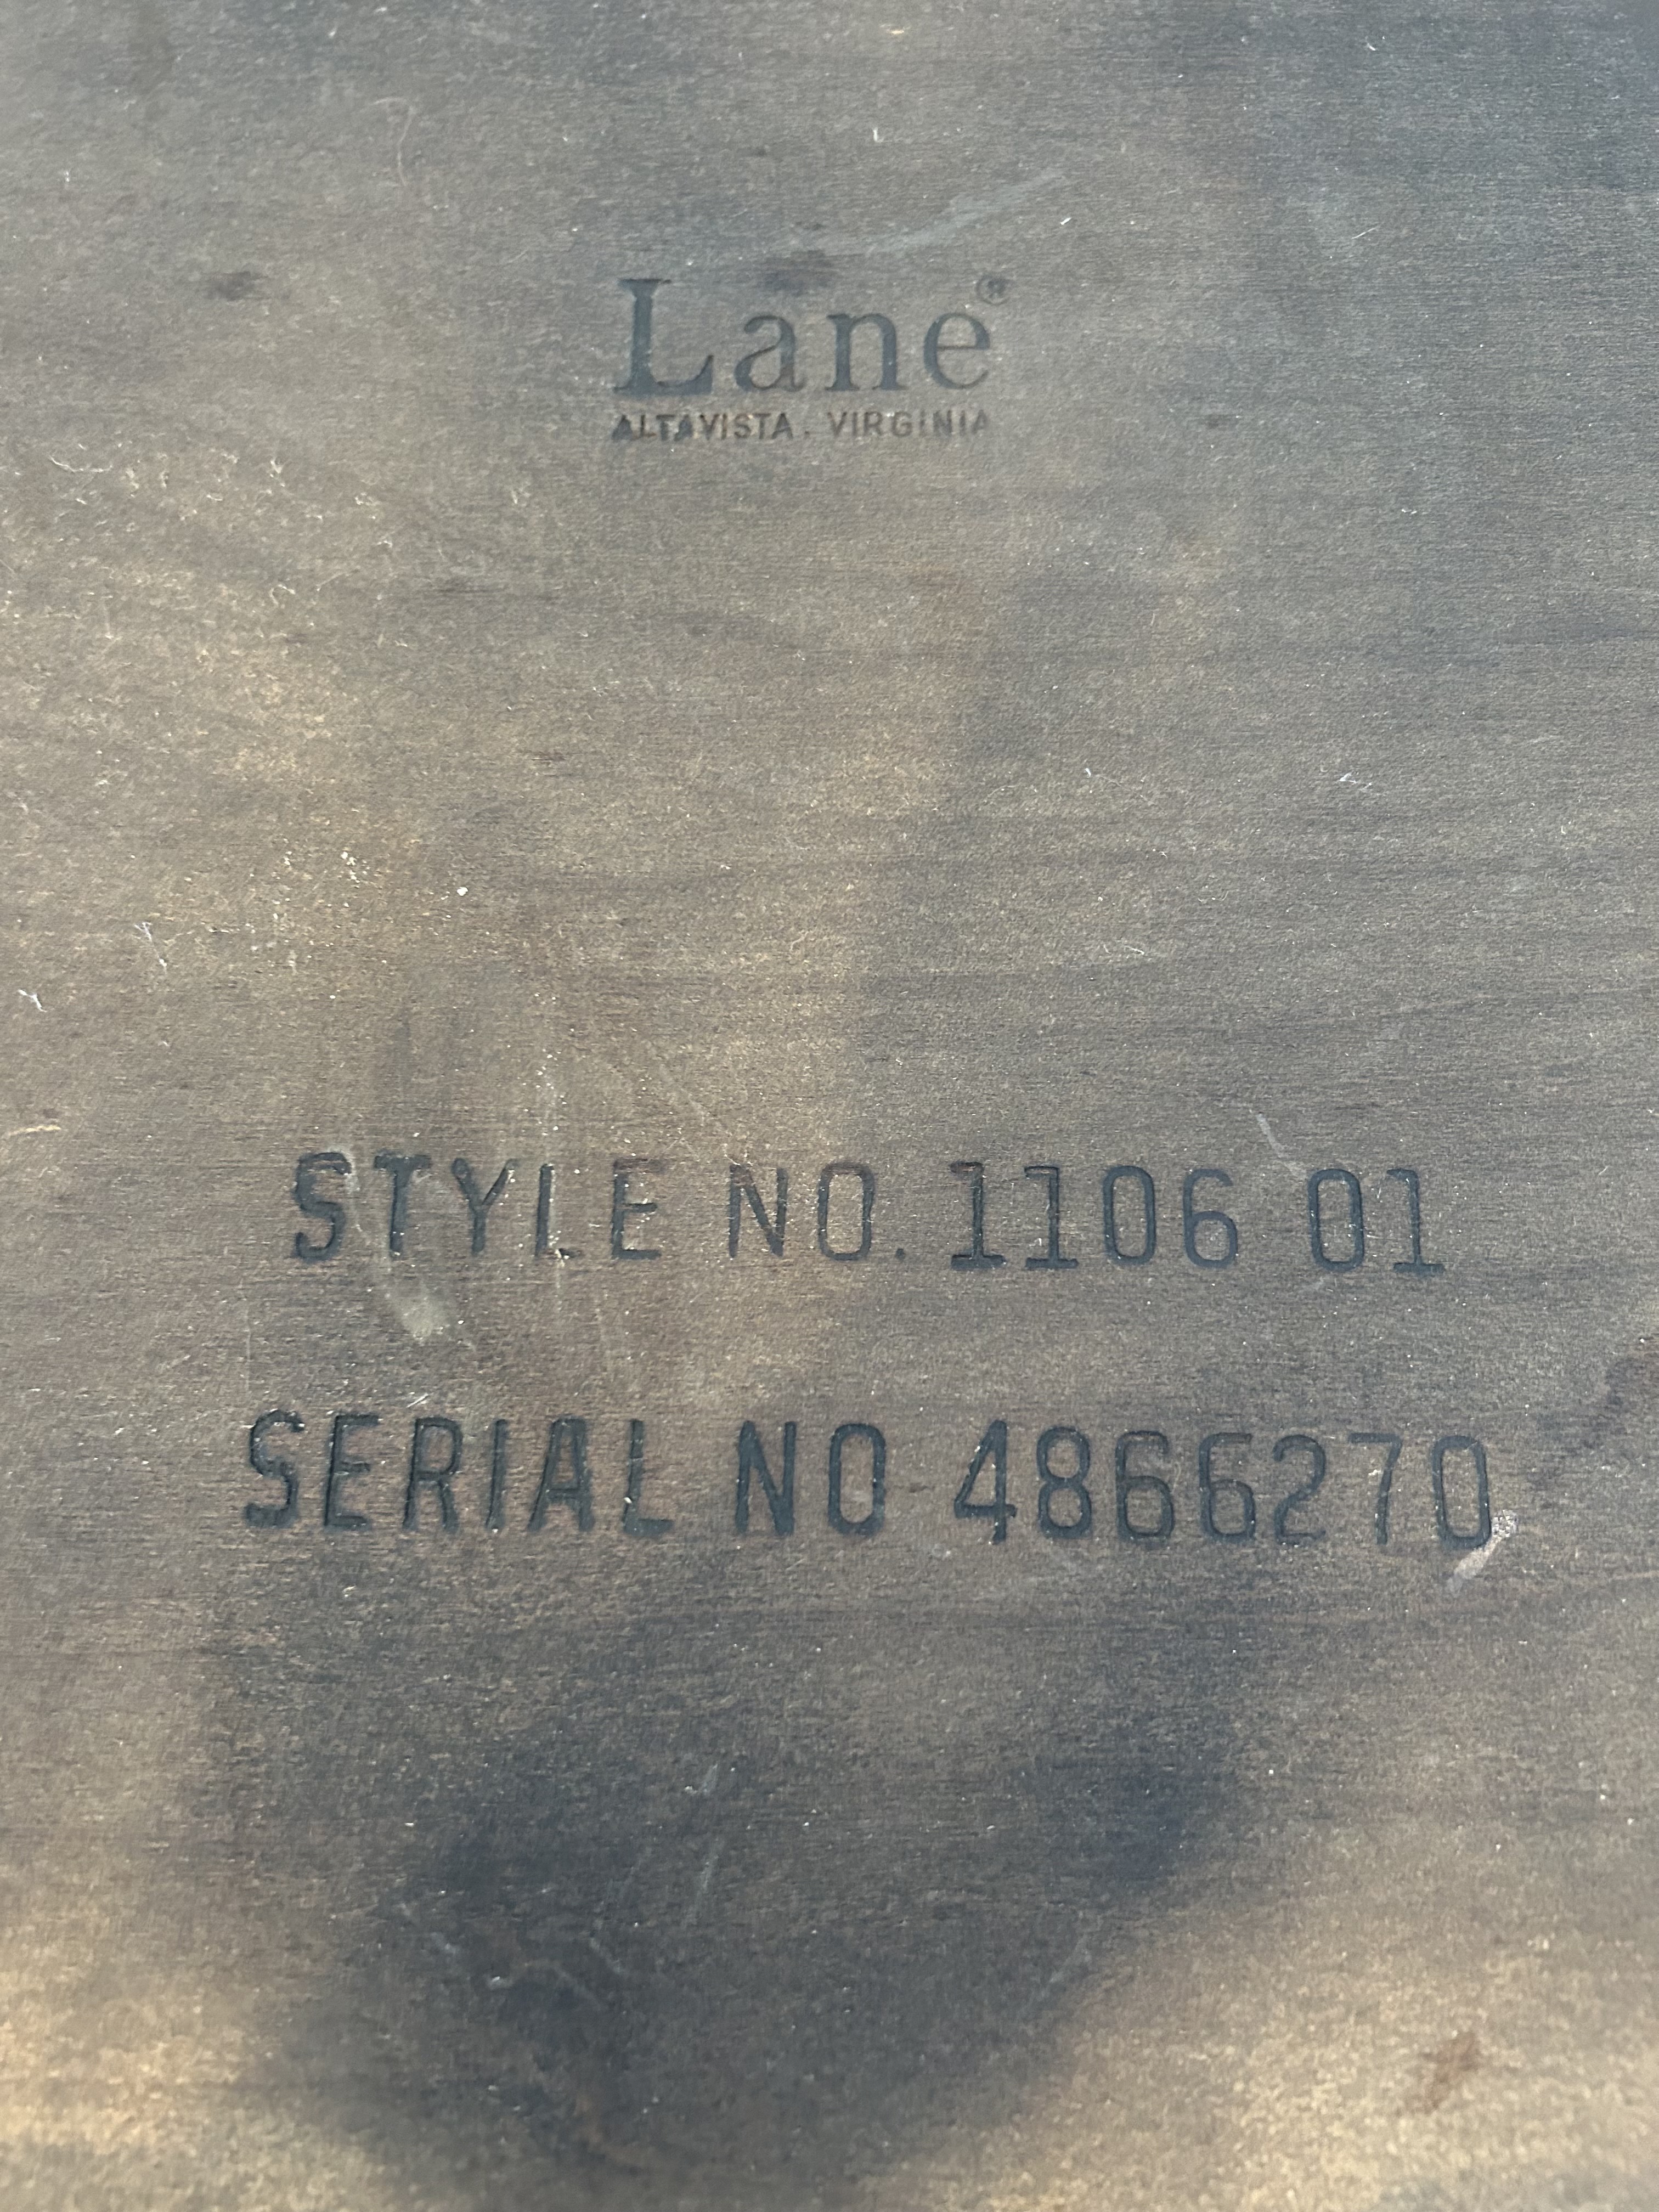 Lane®
ALTAVISTA, VIRGINIA
STYLE NO. 1106 01
SERIAL NO 4866270